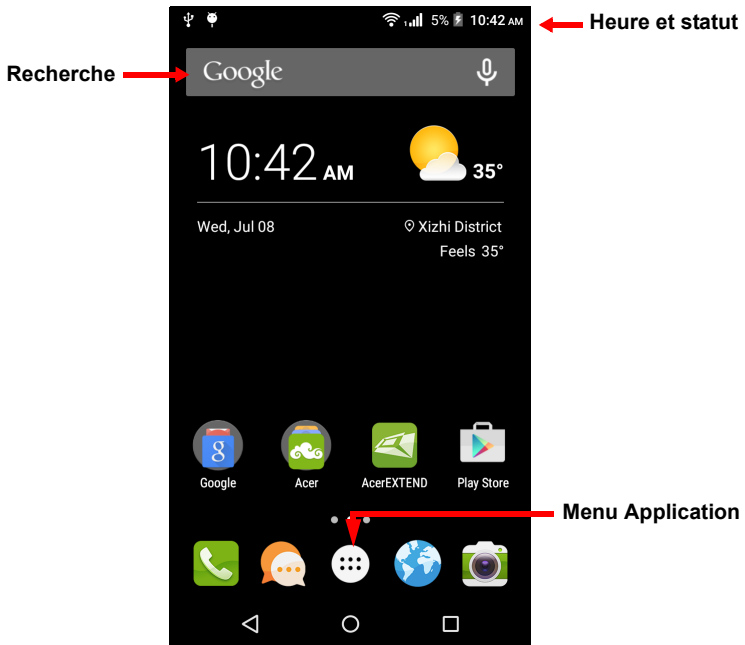 5% 10:42 AM
Heure et statut
Recherche
Google
10:42 AM
35°
Wed, Jul 08
Xizhi District
Feels 35°
g
Google
Acer
AcerEXTEND
Play Store
Menu Application